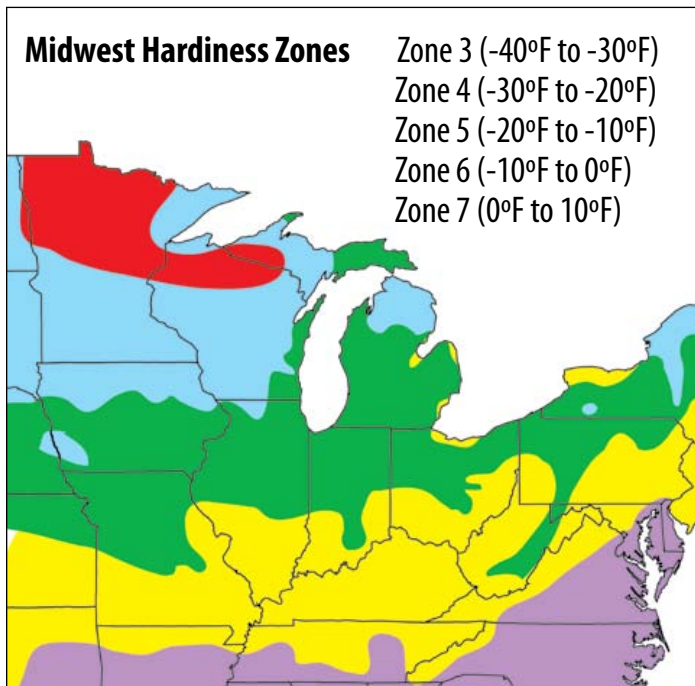 Midwest Hardiness Zones
Zone 3 (-40ºF to -30ºF)
Zone 4 (-30ºF to -20ºF)
Zone 5 (-20ºF to -10ºF)
Zone 6 (-10ºF to 0ºF)
Zone 7 (0ºF to 10ºF)